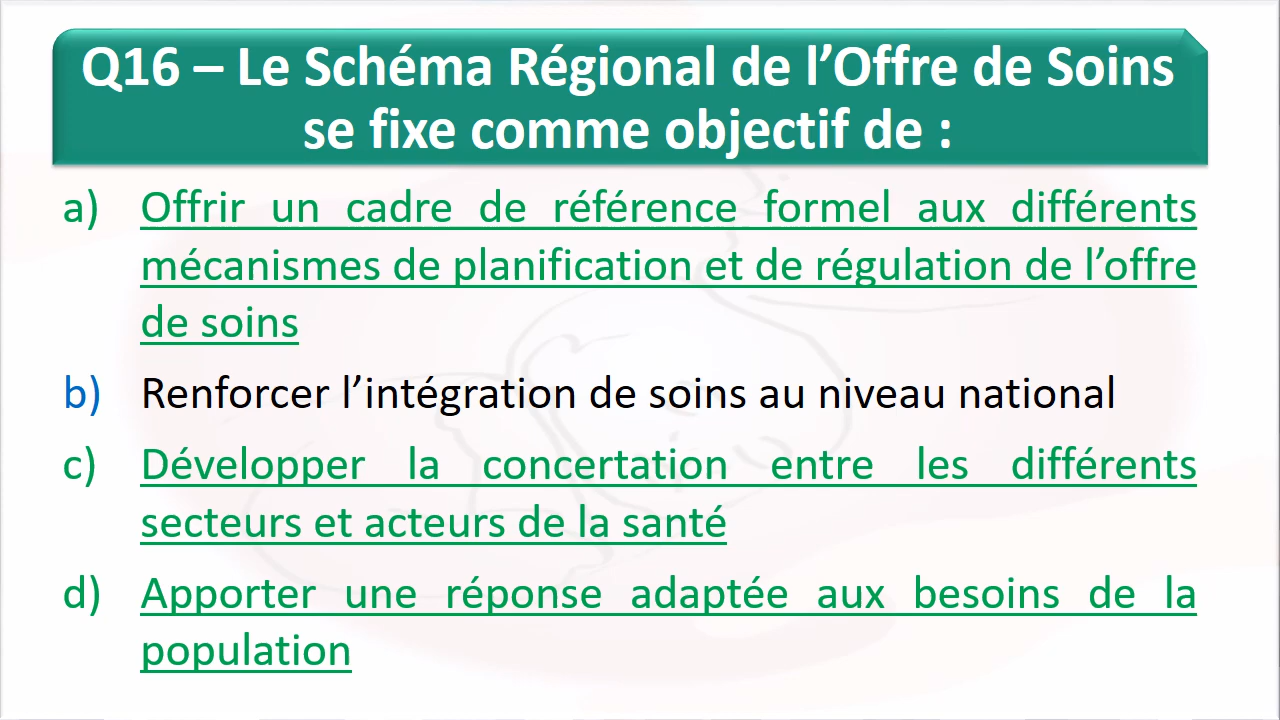 Q16 – Le Schéma Régional de l’Offre de Soins
se fixe comme objectif de :
a) Offrir un cadre de référence formel aux différents
mécanismes de planification et de régulation de l’offre
de soins
b) Renforcer l’intégration de soins au niveau national
c) Développer la concertation entre les différents
secteurs et acteurs de la santé
d) Apporter une réponse adaptée aux besoins de la
population